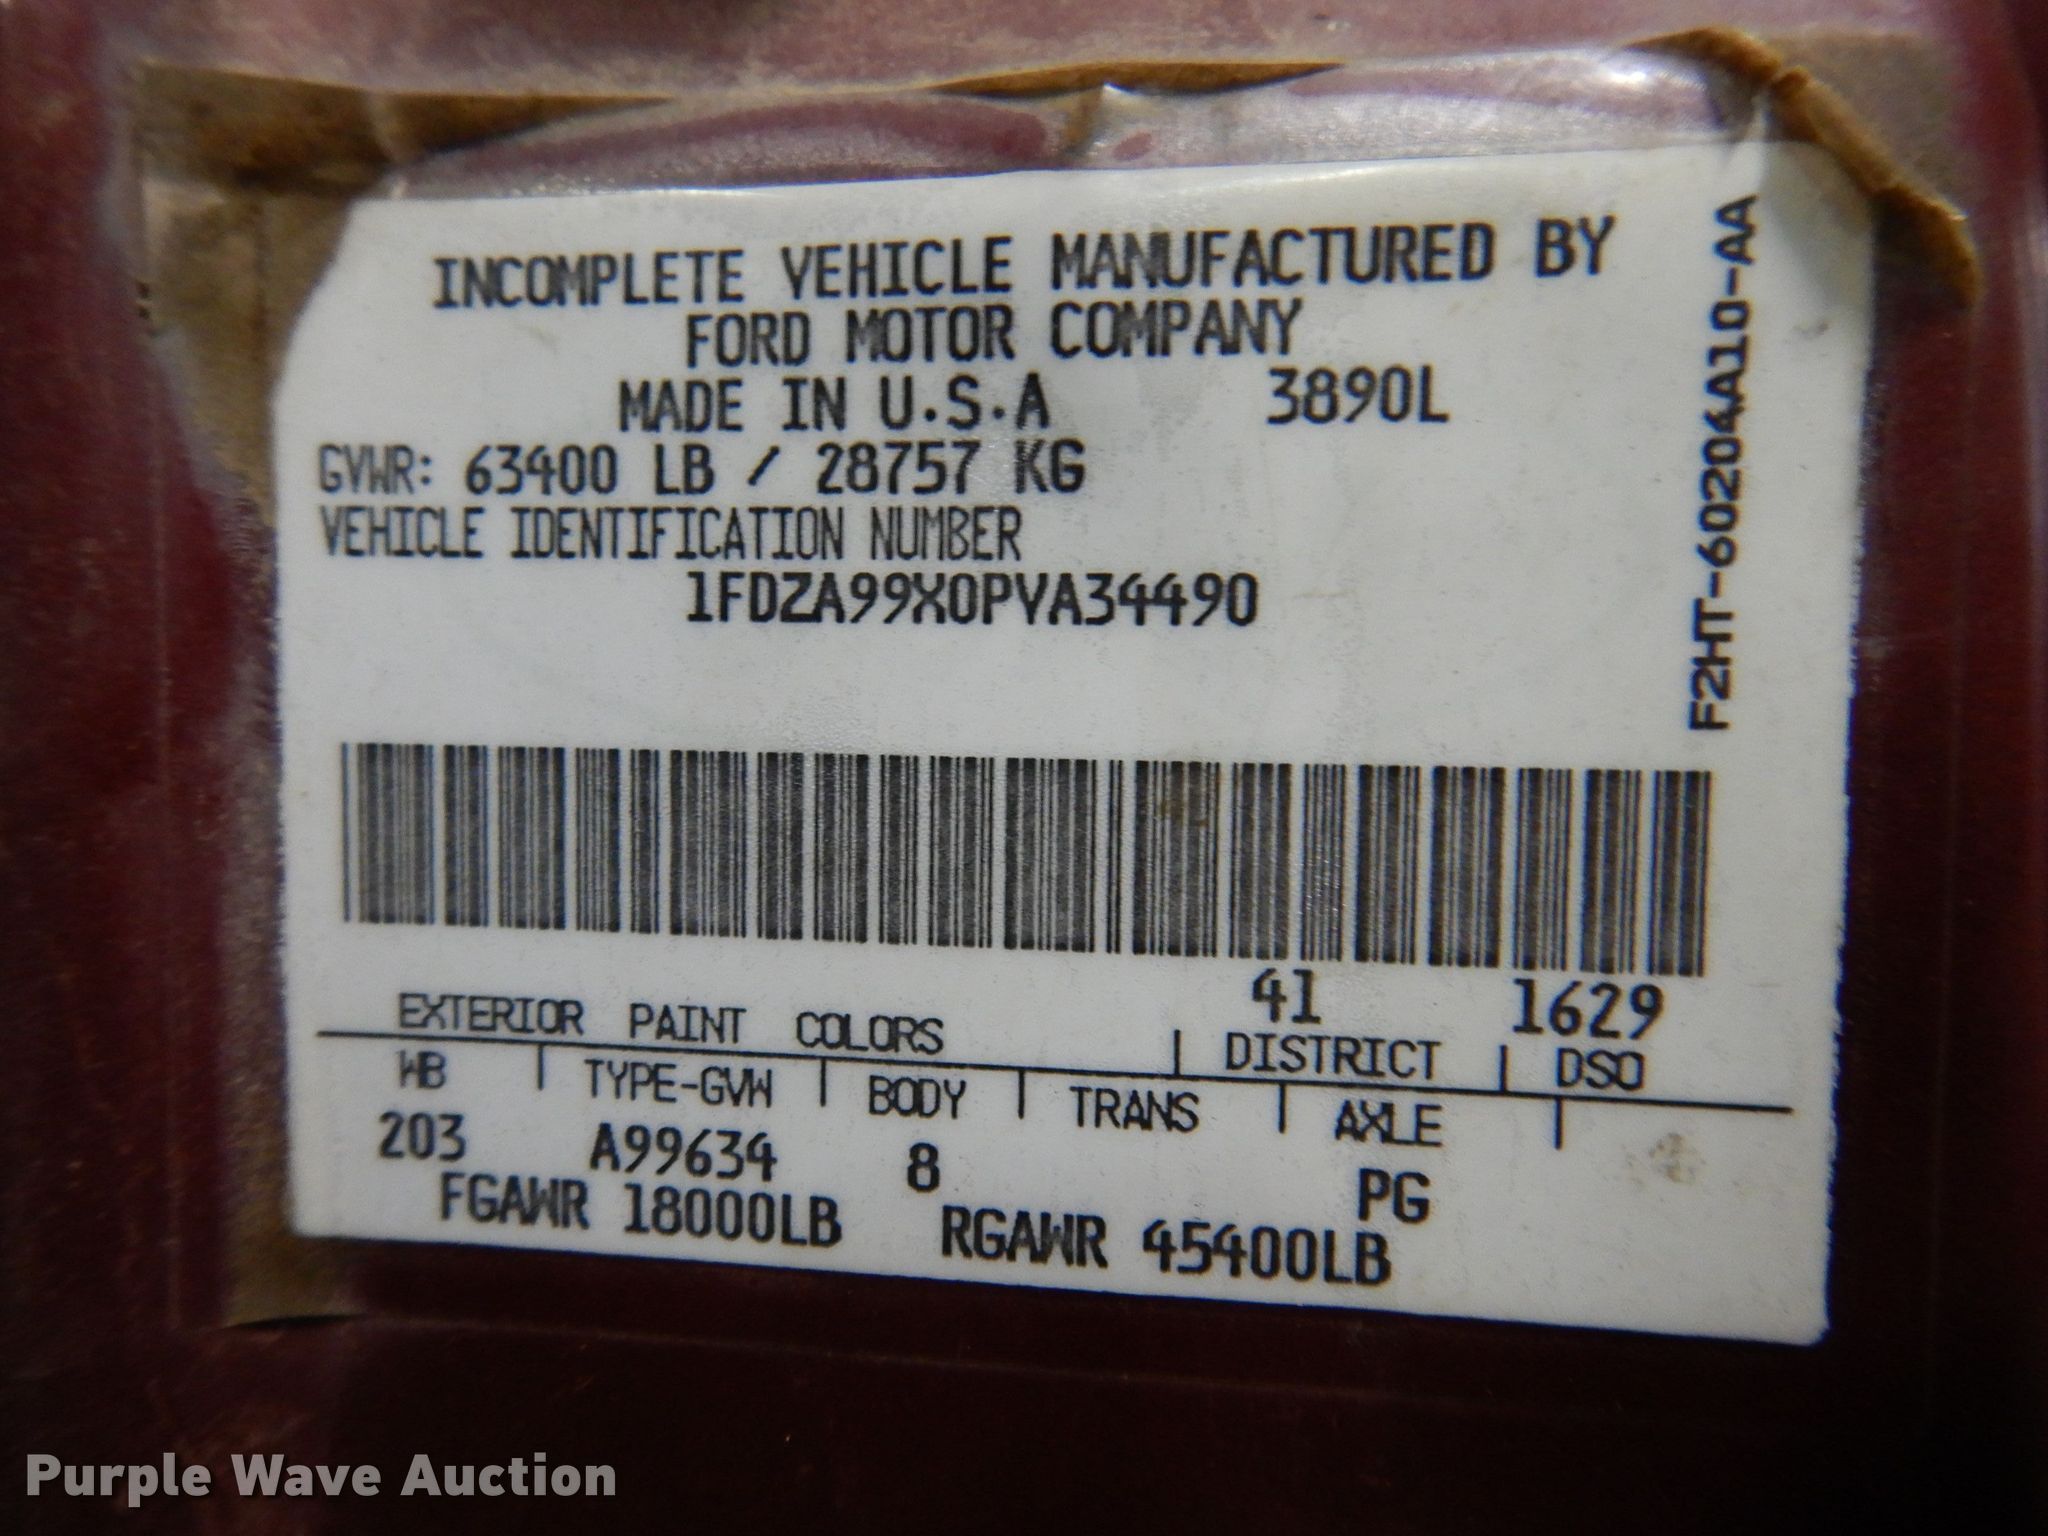 INCOMPLETE VEHICLE MANUFACTURED BY
FORD MOTOR COMPANY
MADE IN U.S.A 3890L
GVWR: 63400 LB / 28757 KG
VEHICLE IDENTIFICATION NUMBER
1FDZA99X0PVA34490
F2HT-60204A10-AA
41 1629
EXTERIOR PAINT COLORS DISTRICT DSO
WB TYPE-GVW BODY TRANS AXLE
203 A99634 8 PG
FGAWR 18000LB RGAWR 45400LB
Purple Wave Auction